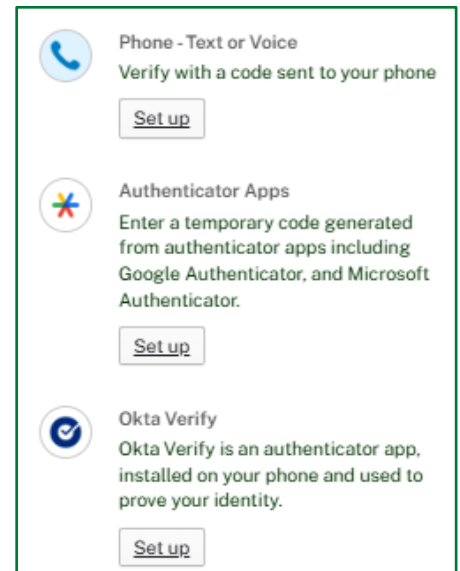 Phone - Text or Voice
Verify with a code sent to your phone
Set up
Authenticator Apps
Enter a temporary code generated
from authenticator apps including
Google Authenticator, and Microsoft
Authenticator.
Set up
Okta Verify
Okta Verify is an authenticator app,
installed on your phone and used to
prove your identity.
Set up